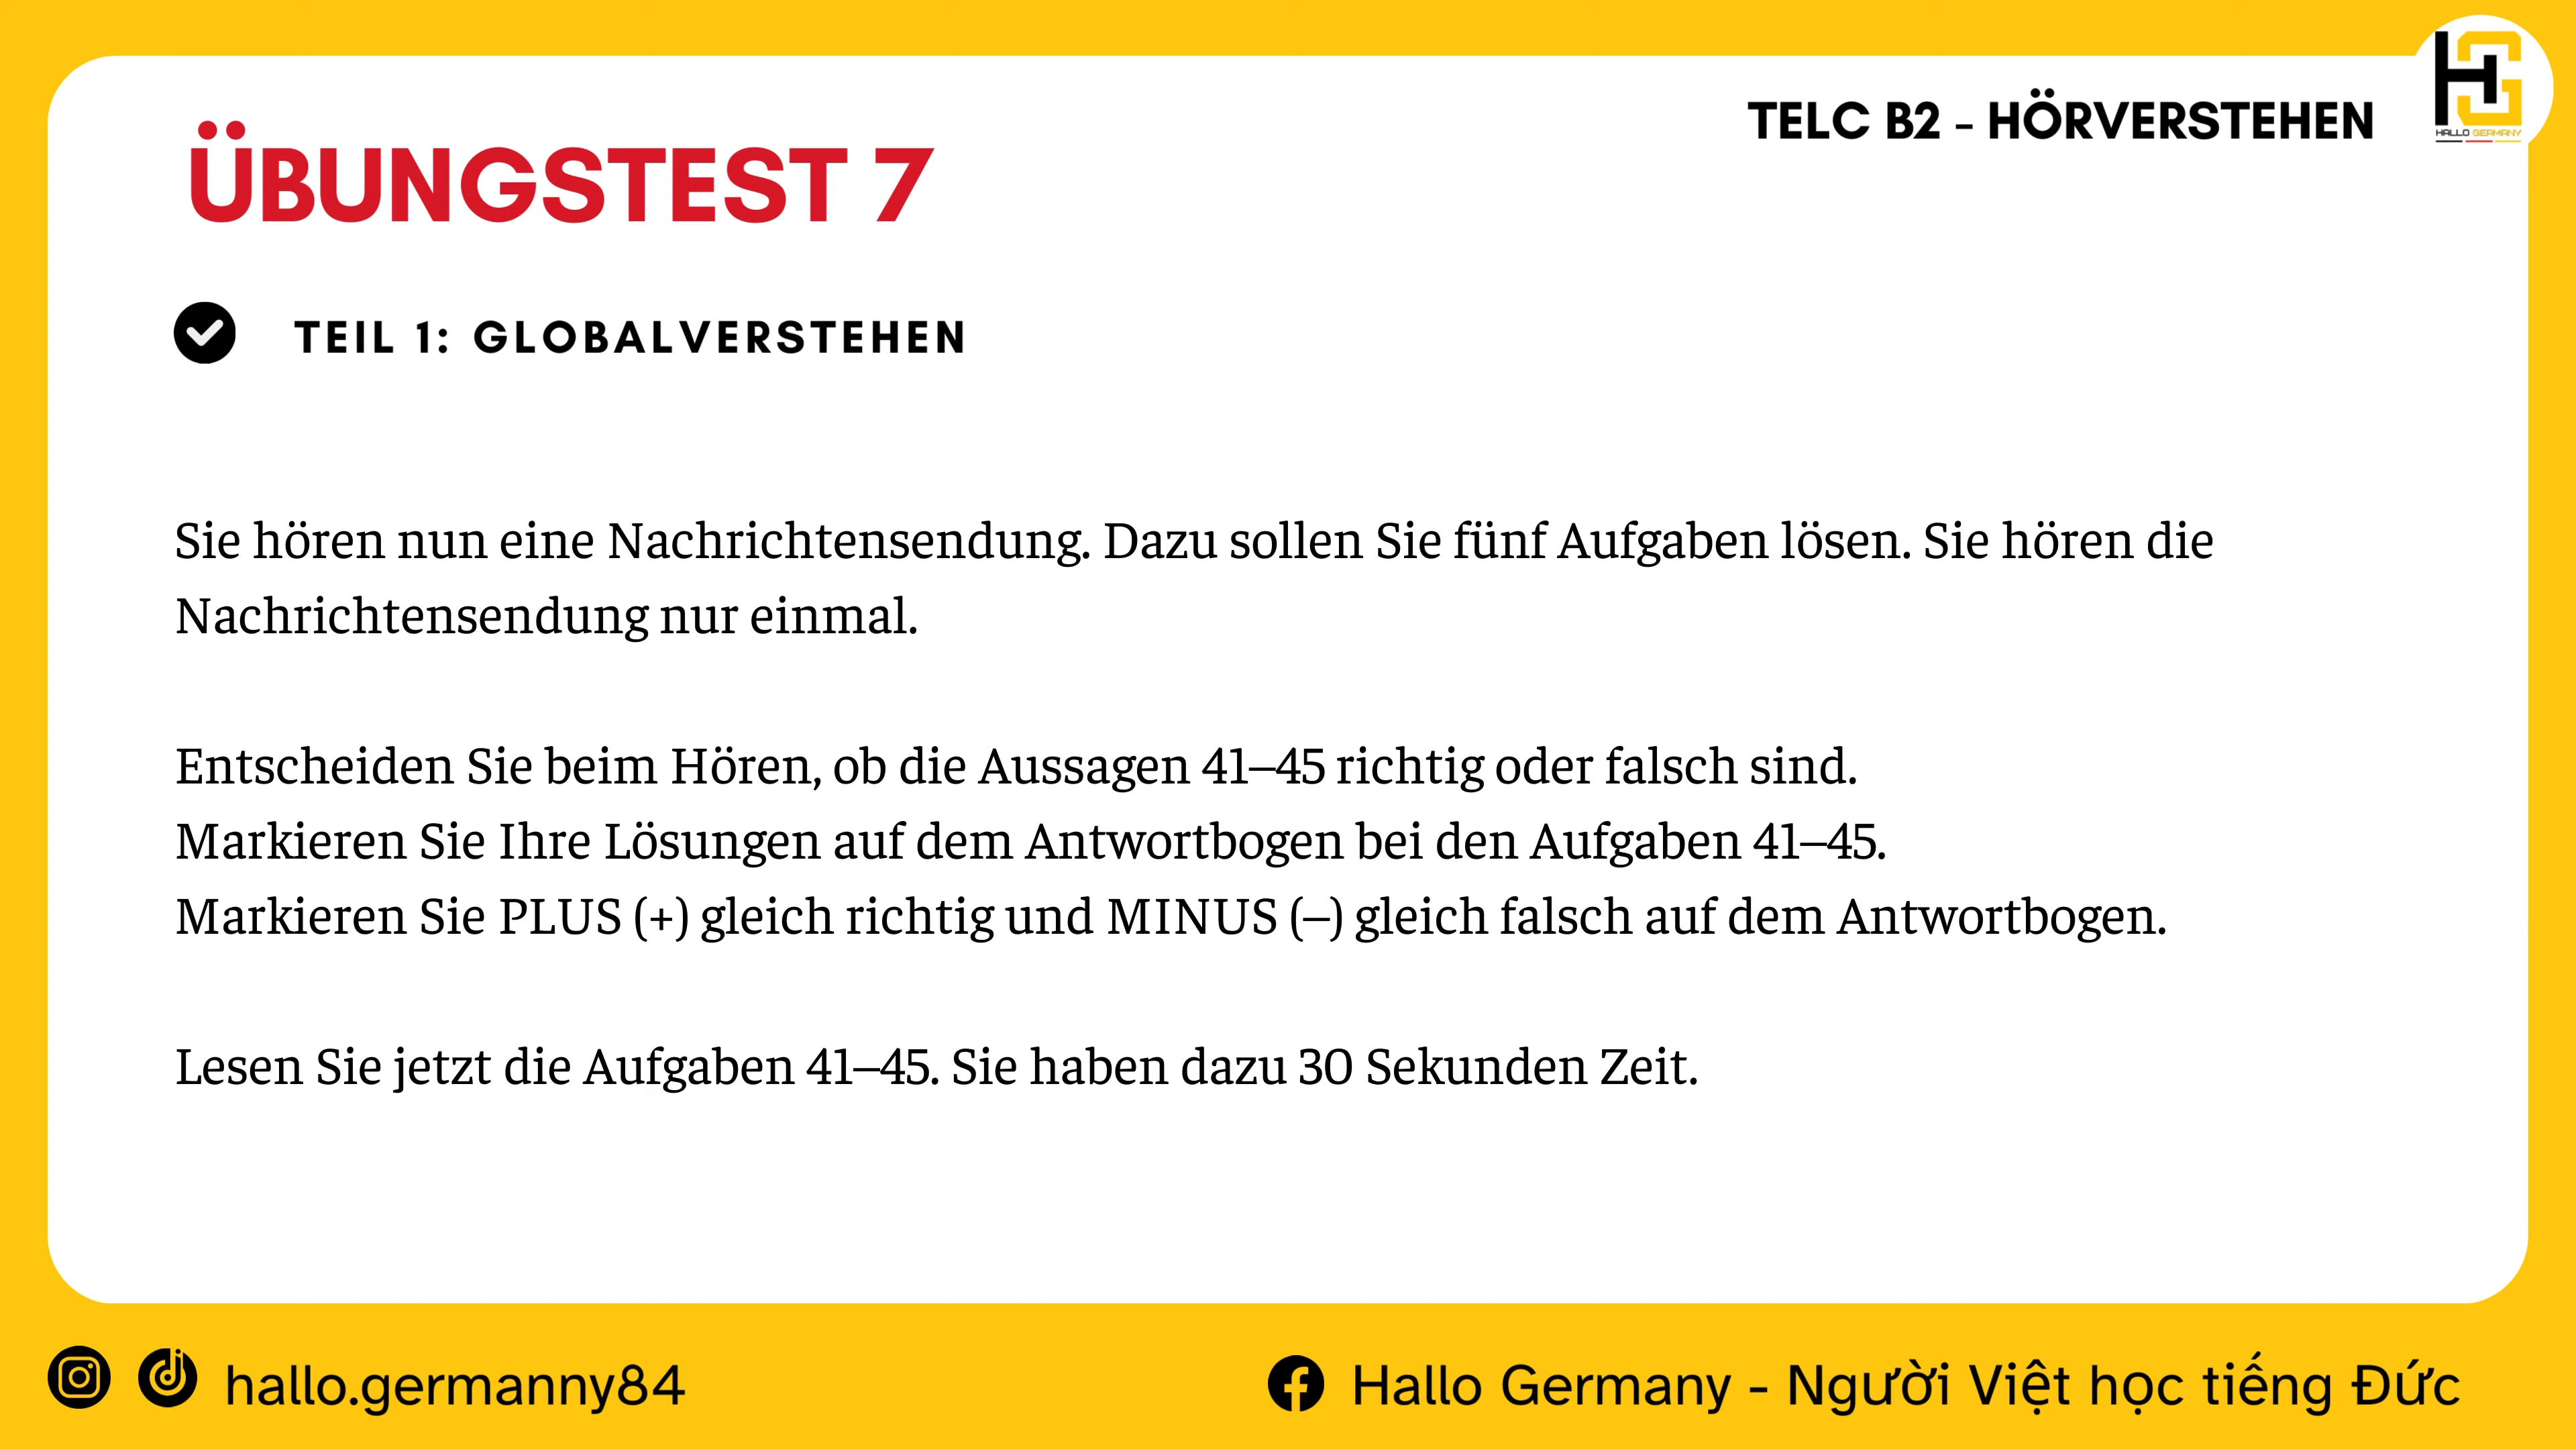 TELC B2 - HÖRVERSTEHEN
HALLO GERMANY
ÜBUNGSTEST 7
TEIL 1: GLOBALVERSTEHEN
Sie hören nun eine Nachrichtensendung. Dazu sollen Sie fünf Aufgaben lösen. Sie hören die
Nachrichtensendung nur einmal.
Entscheiden Sie beim Hören, ob die Aussagen 41–45 richtig oder falsch sind.
Markieren Sie Ihre Lösungen auf dem Antwortbogen bei den Aufgaben 41–45.
Markieren Sie PLUS (+) gleich richtig und MINUS (–) gleich falsch auf dem Antwortbogen.
Lesen Sie jetzt die Aufgaben 41–45. Sie haben dazu 30 Sekunden Zeit.
hallo.germanny84
Hallo Germany - Người Việt học tiếng Đức